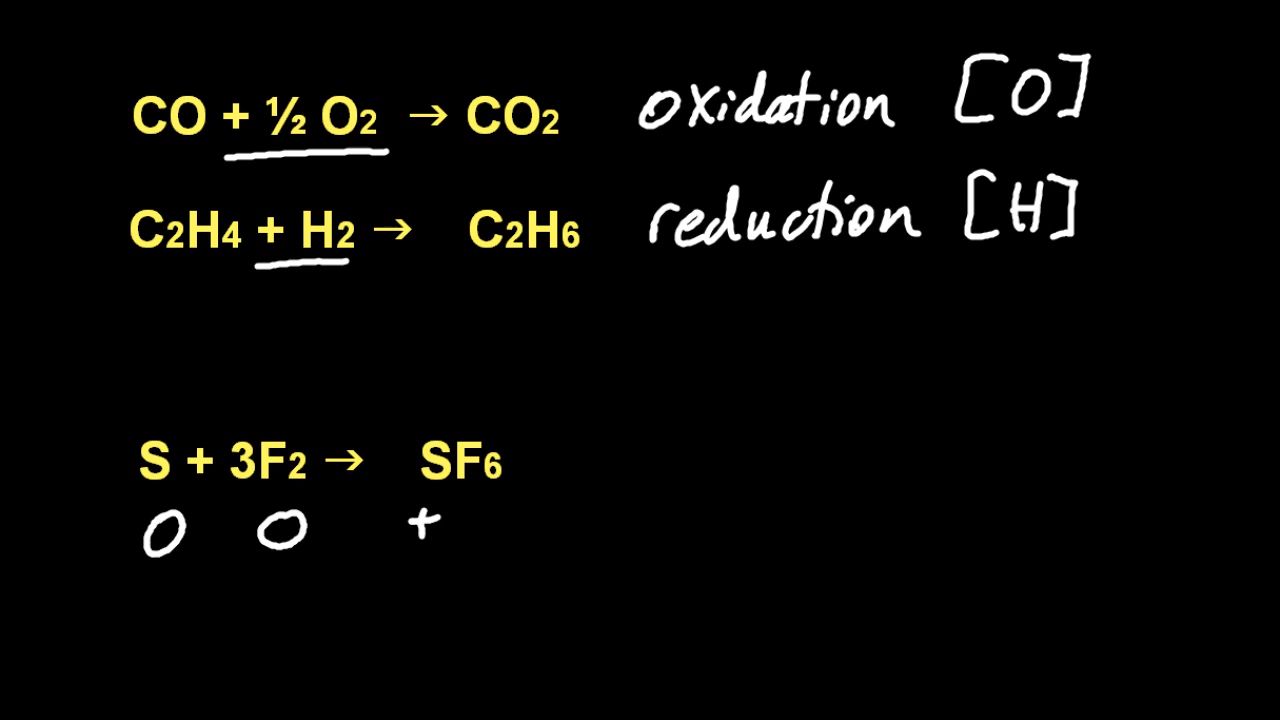 CO + ½ O2 → CO2 oxidation [O]
C2H4 + H2 → C2H6 reduction [H]
S + 3F2 → SF6
0 0 +